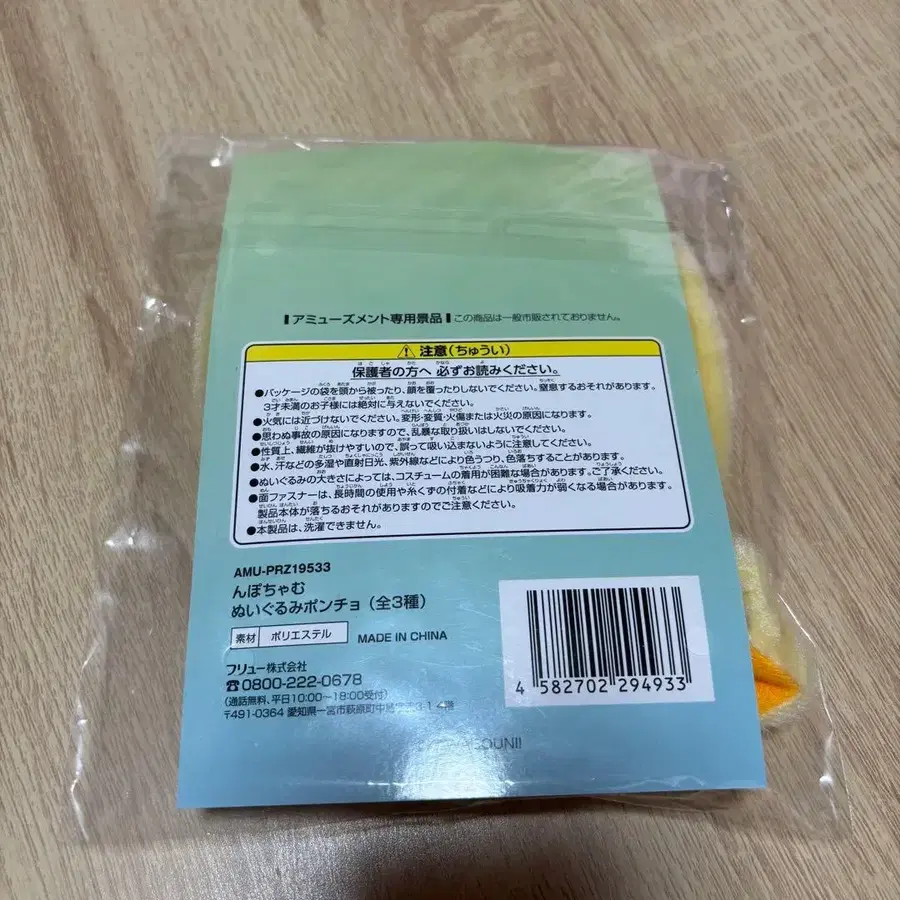 アミューズメント専用景品 この商品は一般市販されておりません。
注意(ちゅうい)
保護者の方へ 必ずお読みください。
●パッケージの袋を頭から被ったり、顔を覆ったりしないでください。窒息するおそれがあります。
3才未満のお子様には絶対に与えないでください。
●火気には近づけないでください。変形・変質・火傷または火災の原因になります。
●思わぬ事故の原因になりますので、乱暴な取り扱いはしないでください。
●性質上、繊維が抜けやすいので、誤って吸い込まないように注意してください。
●水、汗などの多湿や直射日光、紫外線などにより色うつり、色落ちすることがあります。
●ぬいぐるみの大きさによっては、コスチュームの着用が困難な場合があります。ご了承ください。
●面ファスナーは、長時間の使用や糸くずの付着などにより吸着力が弱くなる場合があります。
製品本体が落ちるおそれがありますのでご注意ください。
●本製品は、洗濯できません。
AMU-PRZ19533
んぽちゃむ
ぬいぐるみポンチョ(全3種)
素材 ポリエステル MADE IN CHINA
フリュー株式会社
☎0800-222-0678
(通話無料、平日10:00~18:00受付)
〒491-0364 愛知県一宮市萩原町中島
4 582702 294933